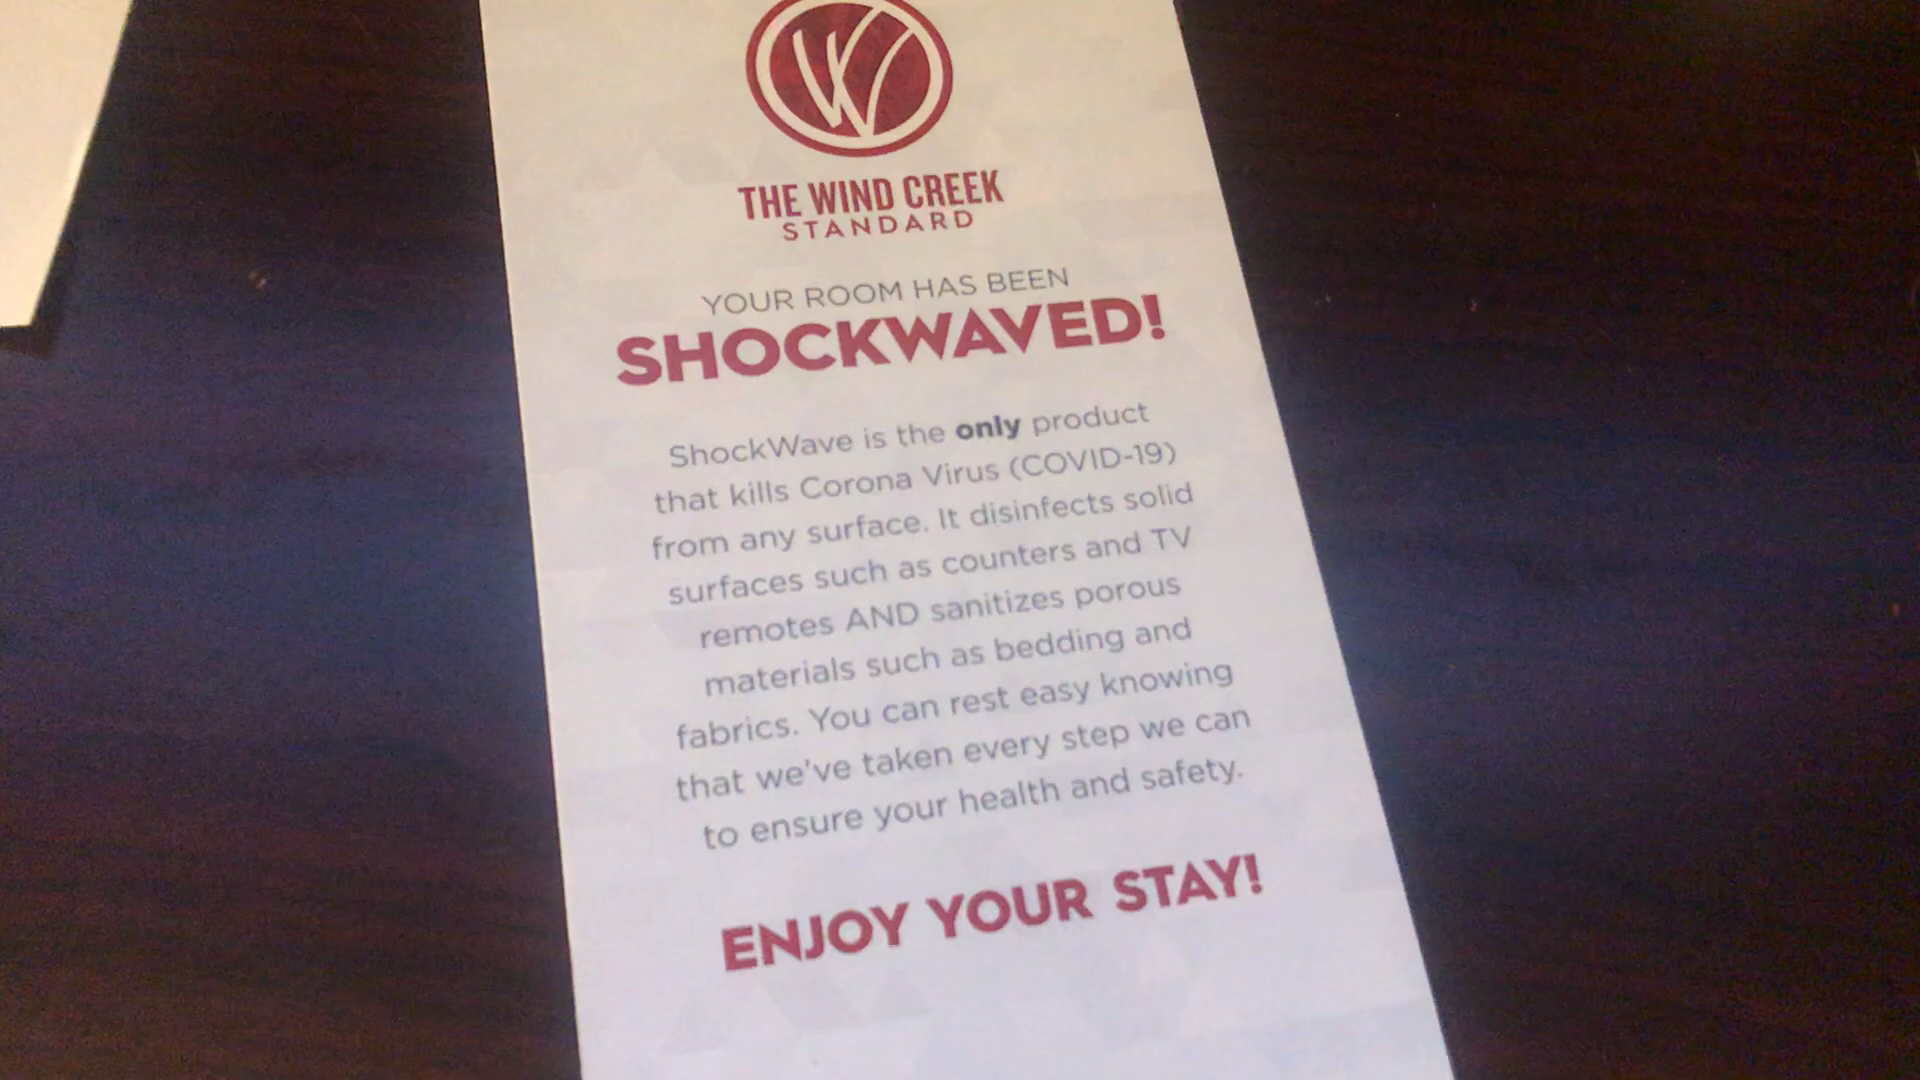 W
THE WIND CREEK
STANDARD
YOUR ROOM HAS BEEN
SHOCKWAVED!
ShockWave is the only product
that kills Corona Virus (COVID-19)
from any surface. It disinfects solid
surfaces such as counters and TV
remotes AND sanitizes porous
materials such as bedding and
fabrics. You can rest easy knowing
that we've taken every step we can
to ensure your health and safety.
ENJOY YOUR STAY!